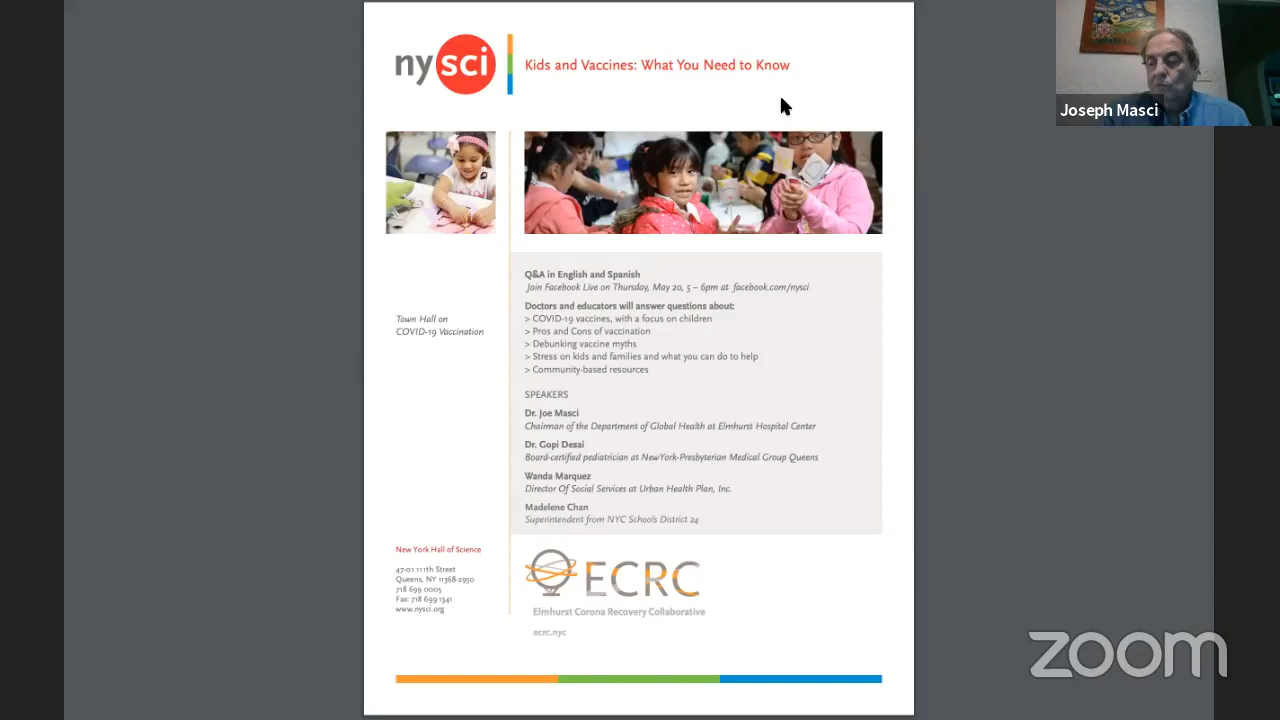 nysci
Kids and Vaccines: What You Need to Know
Joseph Masci
Town Hall on
COVID-19 Vaccination
Q&A in English and Spanish
Join Facebook Live on Thursday, May 20, 5 – 6pm at facebook.com/nysci
Doctors and educators will answer questions about:
> COVID-19 vaccines, with a focus on children
> Pros and Cons of vaccination
> Debunking vaccine myths
> Stress on kids and families and what you can do to help
> Community-based resources
SPEAKERS
Dr. Joe Masci
Chairman of the Department of Global Health at Elmhurst Hospital Center
Dr. Gopi Desai
Board-certified pediatrician at NewYork-Presbyterian Medical Group Queens
Wanda Marquez
Director Of Social Services at Urban Health Plan, Inc.
Madelene Chan
Superintendent from NYC Schools District 24
New York Hall of Science
47-01 111th Street
Queens, NY 11368-2950
718 699 0005
Fax: 718 699 1341
www.nysci.org
ECRC
Elmhurst Corona Recovery Collaborative
ecrc.nyc
zoom